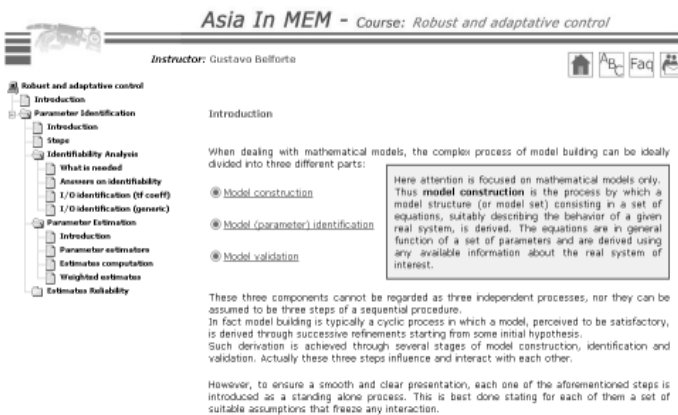 Asia In MEM - Course: Robust and adaptative control
Instructor: Gustavo Belforte
ABC Faq
Robust and adaptative control
Introduction
Parameter Identification
Introduction
Steps
Identifiability Analysis
What is needed
Answers on identifiability
I/O identification (tf coeff)
I/O identification (generic)
Parameter Estimation
Introduction
Parameter estimators
Estimates computation
Weighted estimates
Estimates Reliability
Introduction
When dealing with mathematical models, the complex process of model building can be ideally
divided into three different parts:
Model construction
Model (parameter) identification
Model validation
Here attention is focused on mathematical models only.
Thus model construction is the process by which a
model structure (or model set) consisting in a set of
equations, suitably describing the behavior of a given
real system, is derived. The equations are in general
function of a set of parameters and are derived using
any available information about the real system of
interest.
These three components cannot be regarded as three independent processes, nor they can be
assumed to be three steps of a sequential procedure.
In fact model building is typically a cyclic process in which a model, perceived to be satisfactory,
is derived through successive refinements starting from some initial hypothesis.
Such derivation is achieved through several stages of model construction, identification and
validation. Actually these three steps influence and interact with each other.
However, to ensure a smooth and clear presentation, each one of the aforementioned steps is
introduced as a standing alone process. This is best done stating for each of them a set of
suitable assumptions that freeze any interaction.